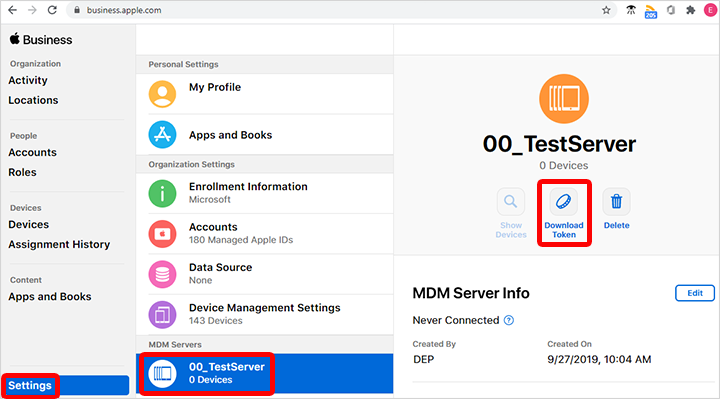 business.apple.com
205
E
Business
Organization
Activity
Locations
People
Accounts
Roles
Devices
Devices
Assignment History
Content
Apps and Books
Settings
Personal Settings
My Profile
Apps and Books
Organization Settings
Enrollment Information
Microsoft
Accounts
180 Managed Apple IDs
Data Source
None
Device Management Settings
143 Devices
MDM Servers
00_TestServer
0 Devices
00_TestServer
0 Devices
Show
Devices
Download
Token
Delete
MDM Server Info
Edit
Never Connected ?
Created By
DEP
Created On
9/27/2019, 10:04 AM